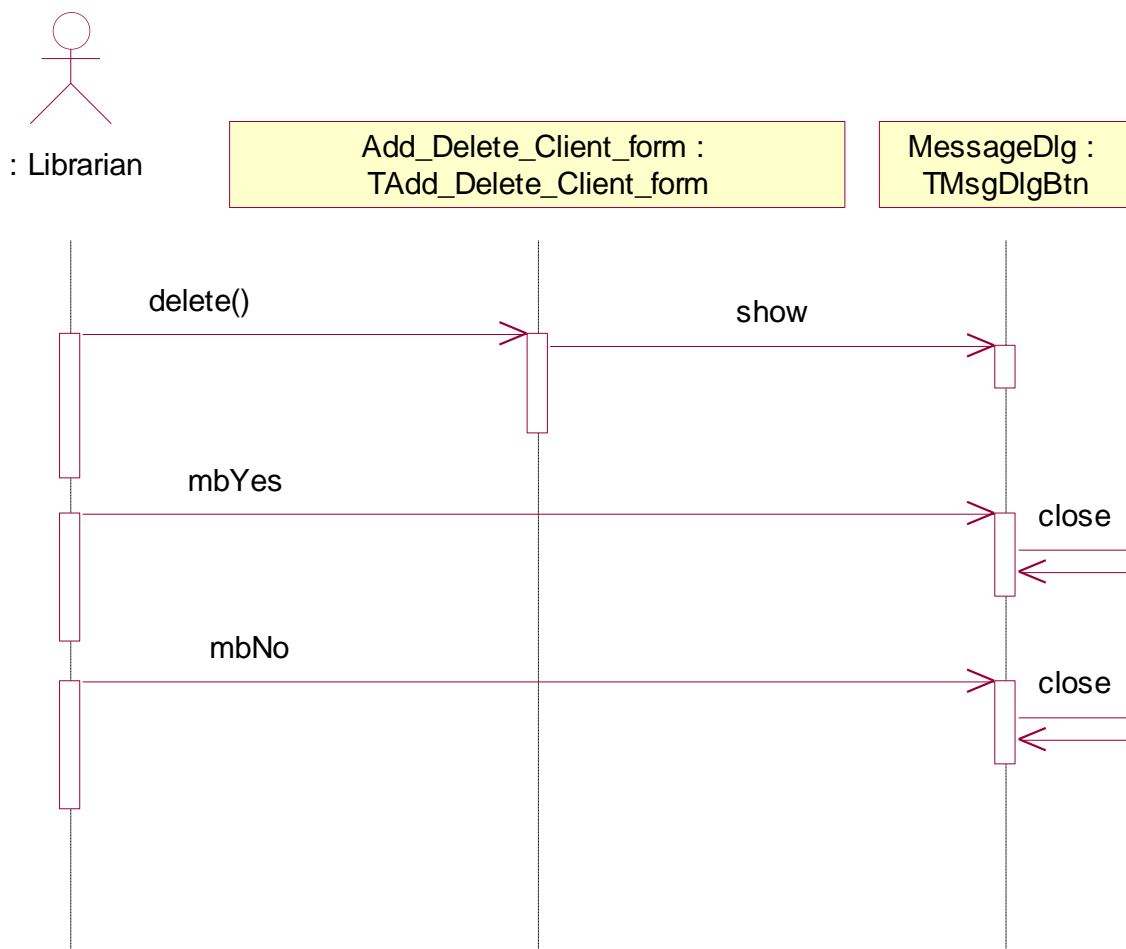 : Librarian
Add_Delete_Client_form :
TAdd_Delete_Client_form
MessageDlg :
TMsgDlgBtn
delete()
show
mbYes
close
mbNo
close